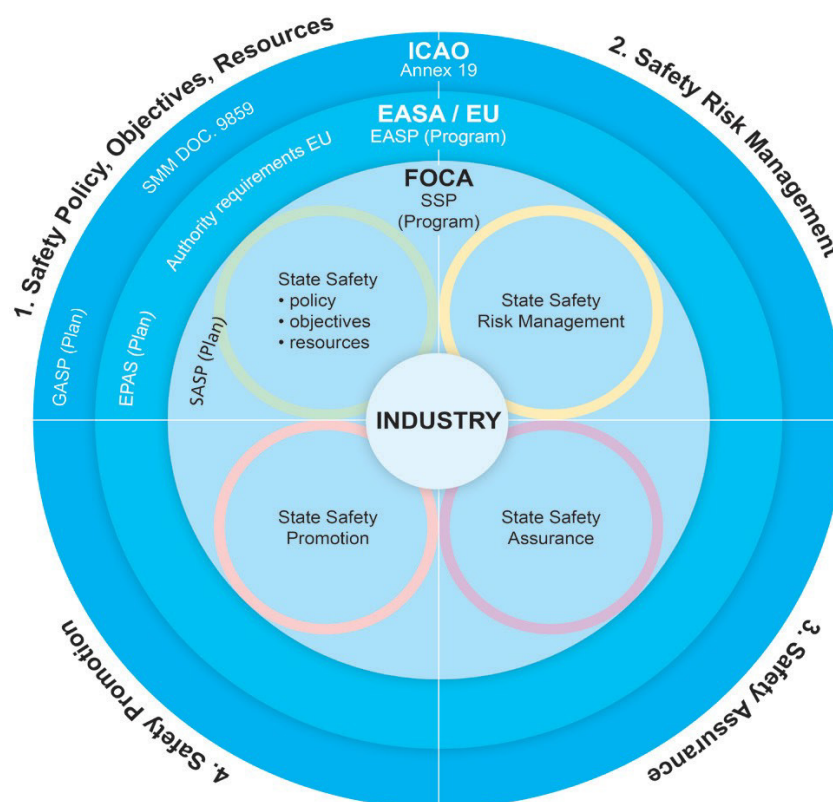 1. Safety Policy, Objectives, Resources
2. Safety Risk Management
ICAO
Annex 19
SMM DOC. 9859
GASP (Plan)
EASA / EU
EASP (Program)
Authority requirements EU
EPAS (Plan)
FOCA
SSP
(Program)
SASP (Plan)
State Safety
• policy
• objectives
• resources
State Safety
Risk Management
INDUSTRY
State Safety
Promotion
State Safety
Assurance
4. Safety Promotion
3. Safety Assurance